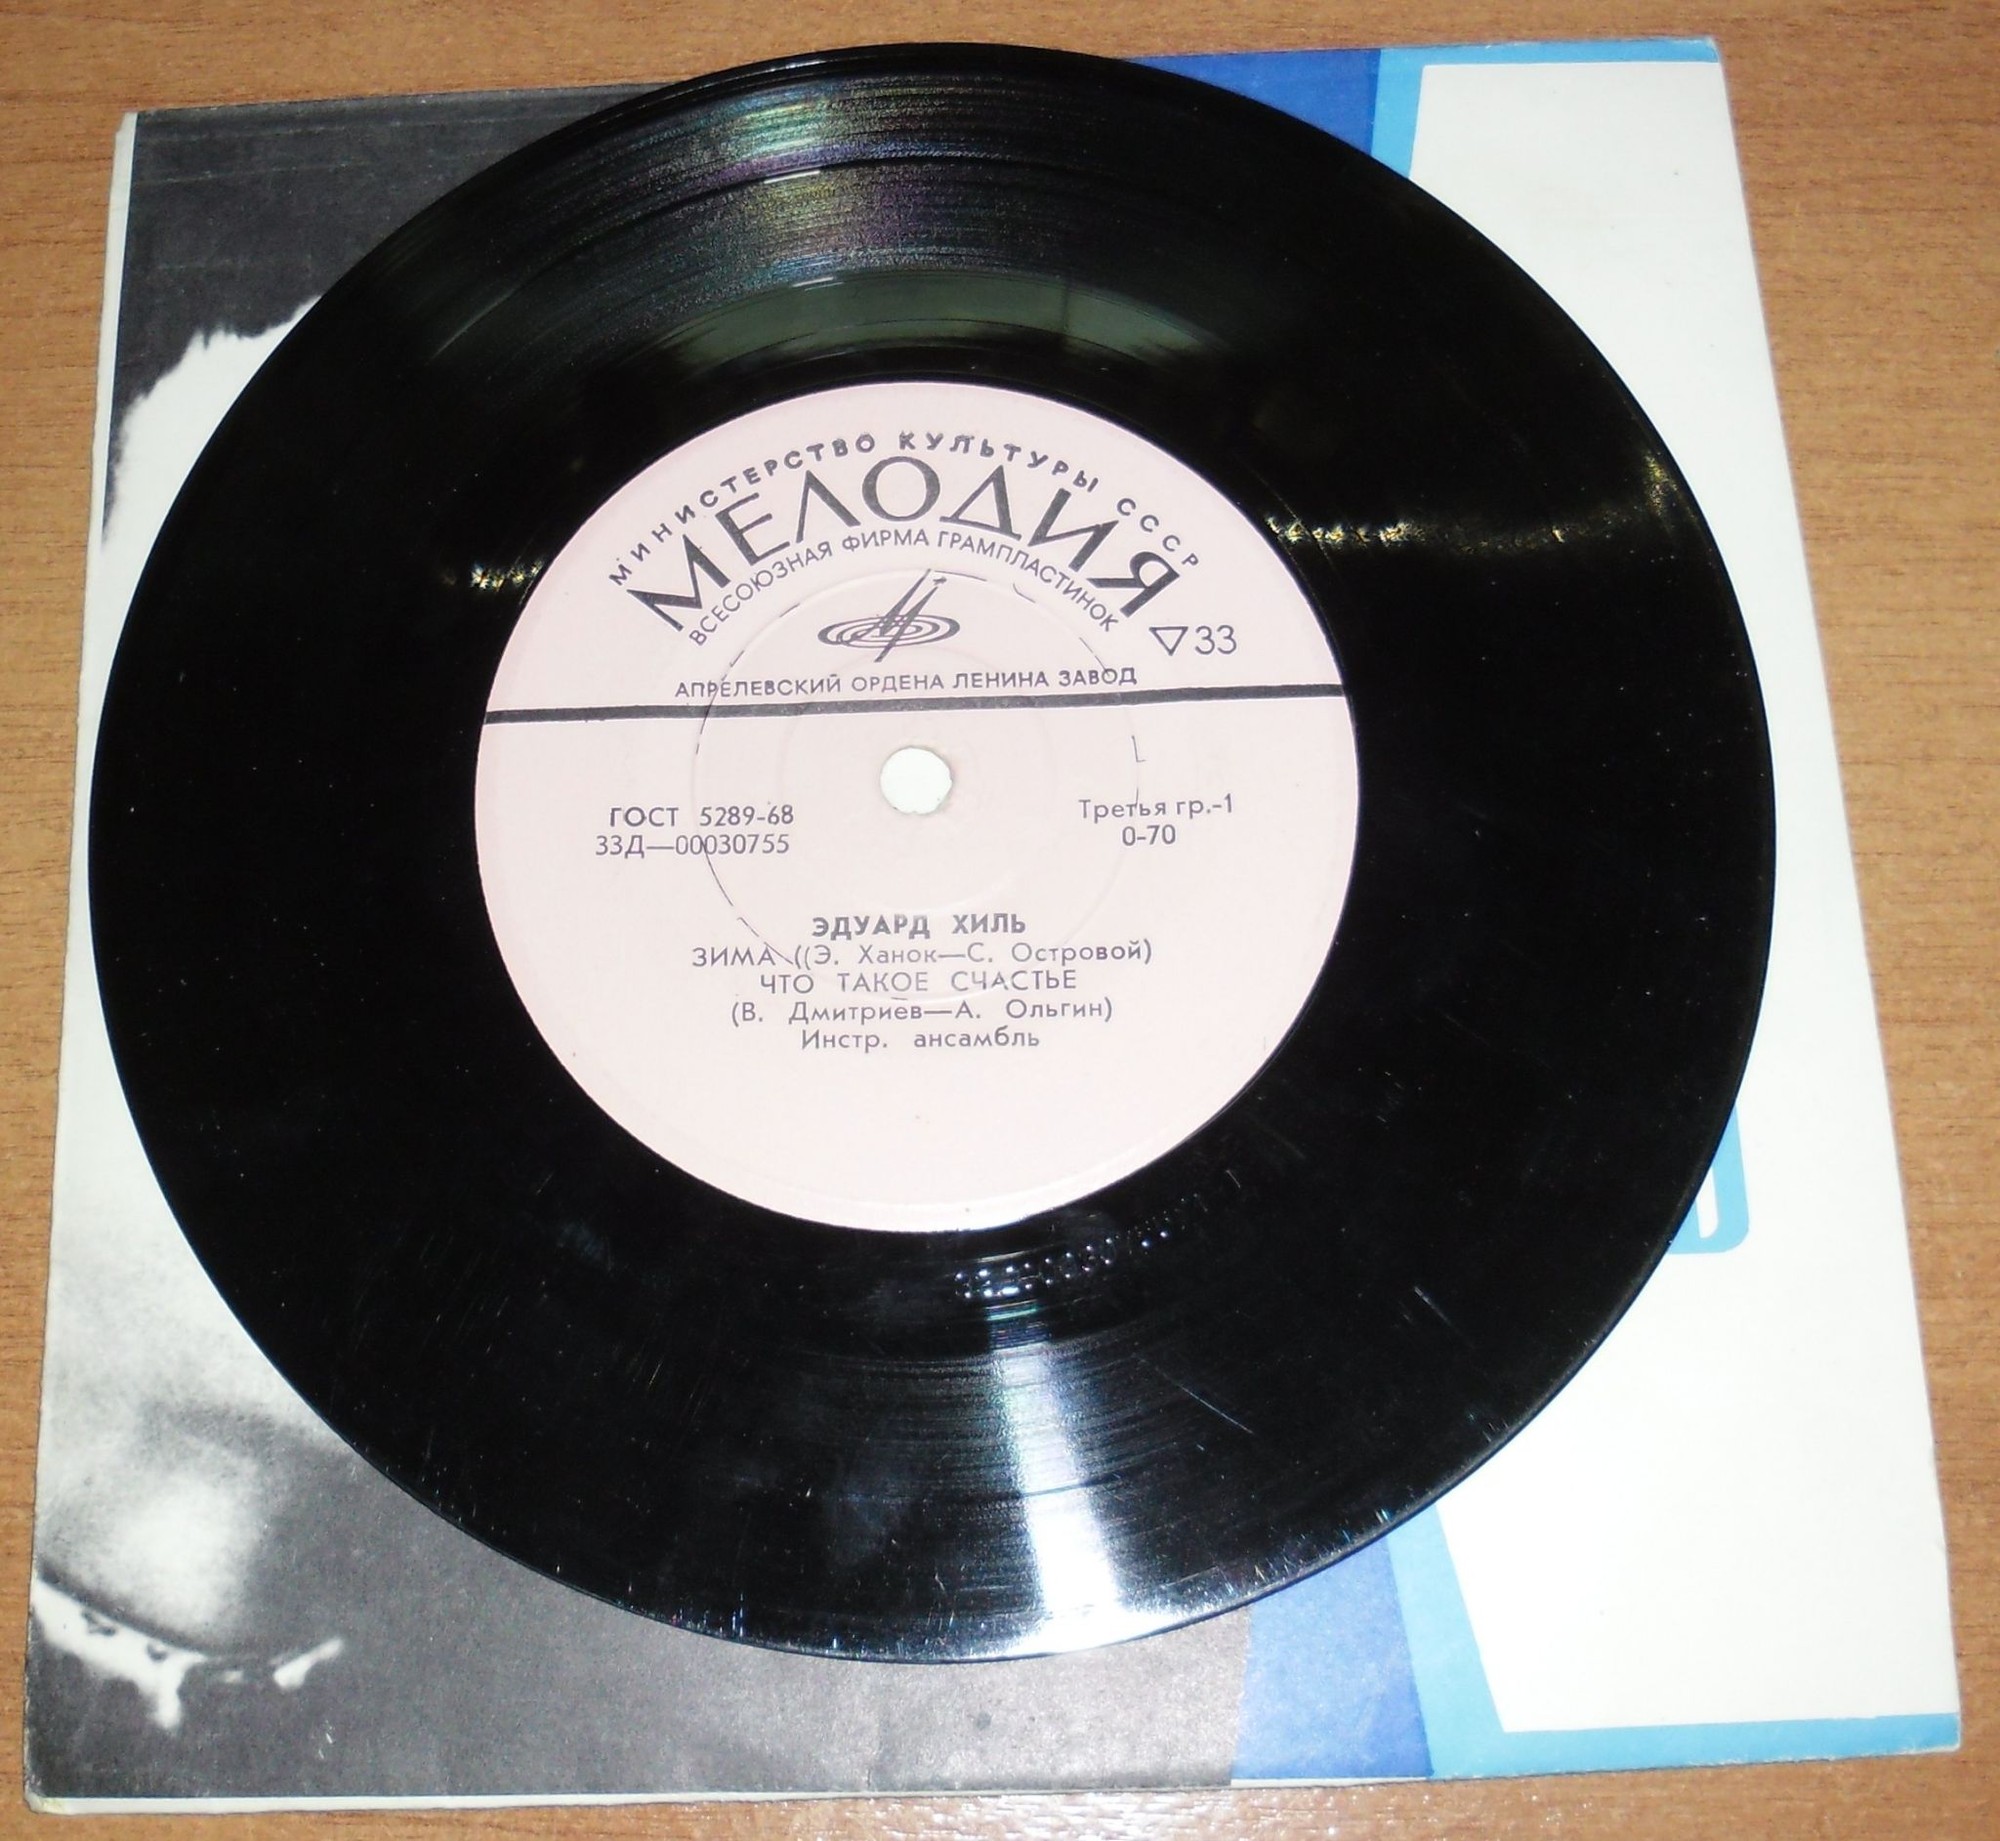 МИНИСТЕРСТВО КУЛЬТУРЫ СССР
МЕЛОДИЯ
ВСЕСОЮЗНАЯ ФИРМА ГРАМПЛАСТИНОК
▽33
АПРЕЛЕВСКИЙ ОРДЕНА ЛЕНИНА ЗАВОД
ГОСТ 5289-68
33Д—00030755
Третья гр.-1
0-70
ЭДУАРД ХИЛЬ
ЗИМА ((Э. Ханок—С. Островой)
ЧТО ТАКОЕ СЧАСТЬЕ
(В. Дмитриев—А. Ольгин)
Инстр. ансамбль